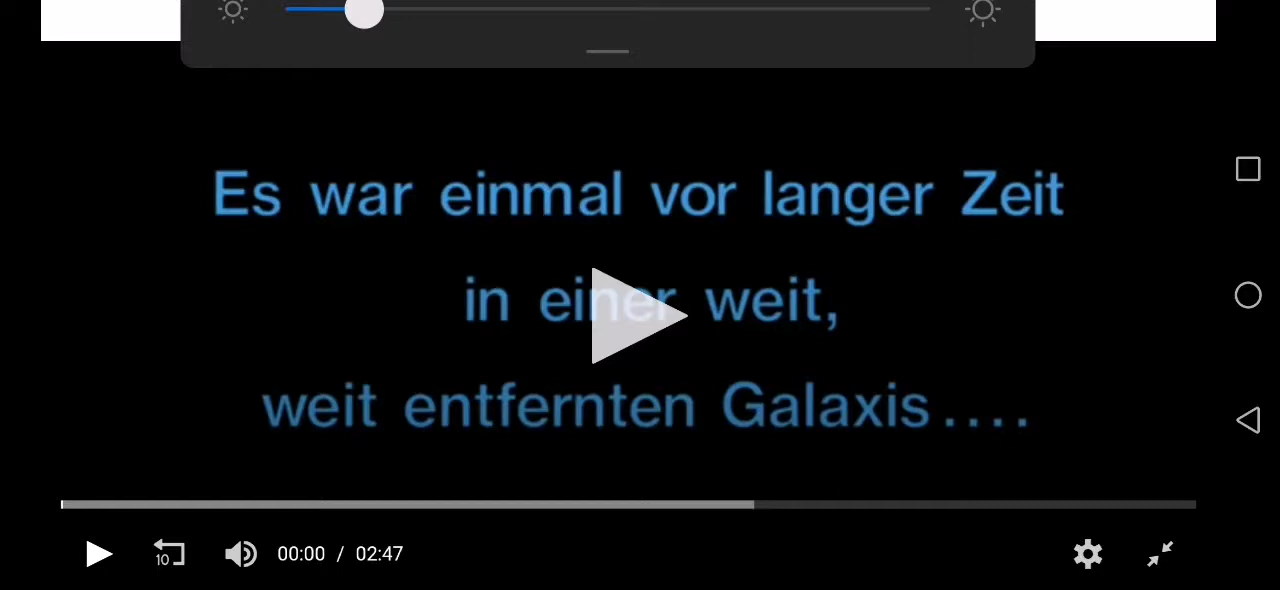 Es war einmal vor langer Zeit
in einer weit,
weit entfernten Galaxis....
10 00:00 / 02:47